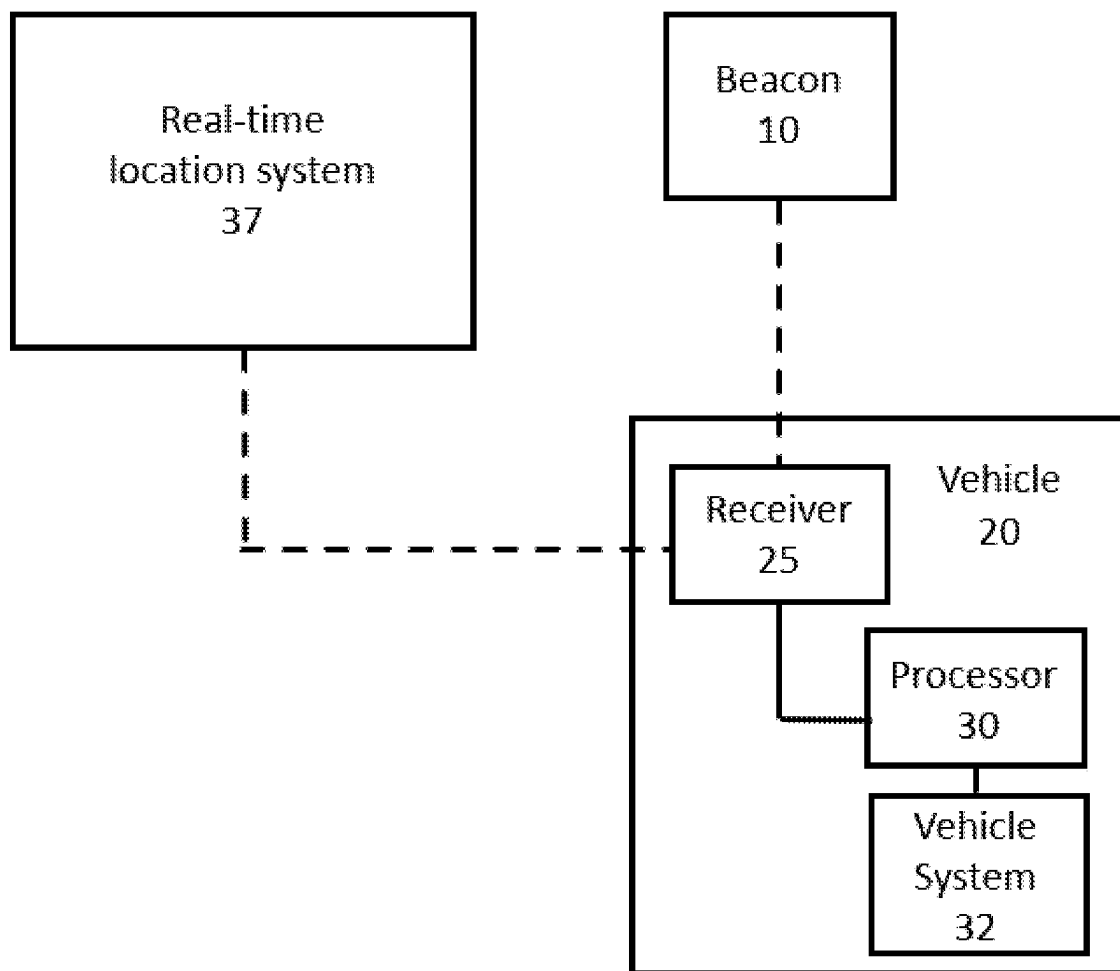 Real-time
location system
37
Beacon
10
Vehicle
20
Receiver
25
Processor
30
Vehicle
System
32